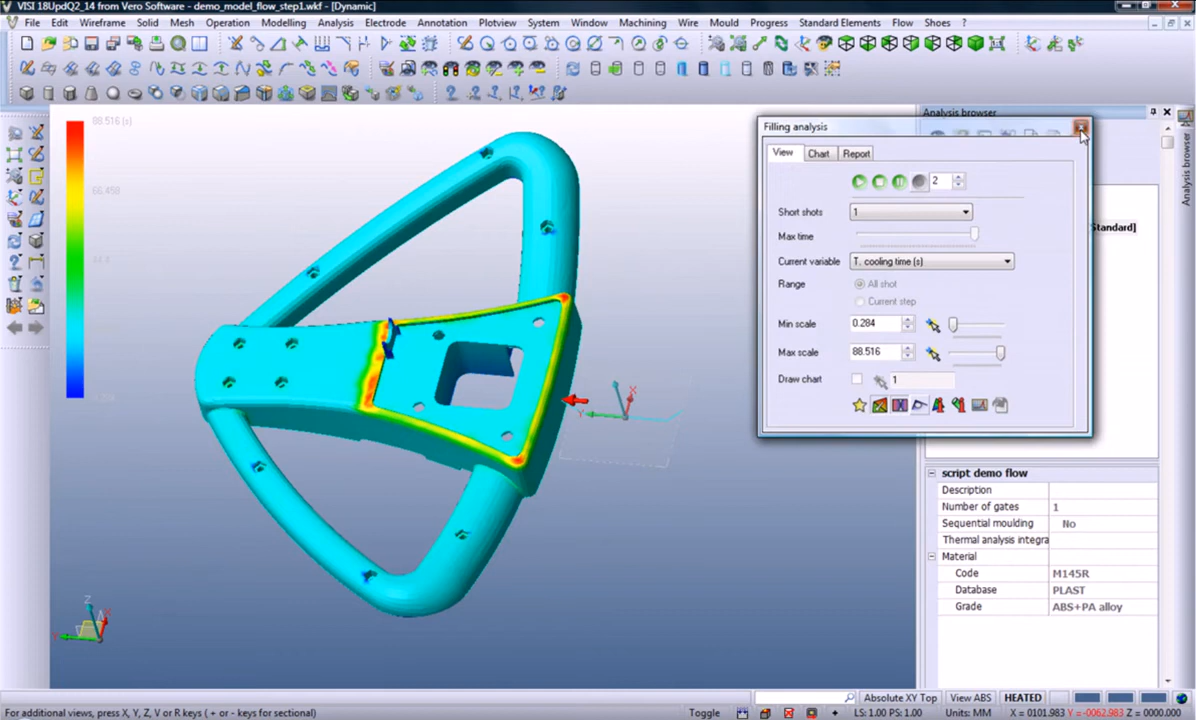 VISI 18UpdQ2_14 from Vero Software - demo_model_flow_step1.wkf - [Dynamic]
File Edit Wireframe Solid Mesh Operation Modelling Analysis Electrode Annotation Plotview System Window Machining Wire Mould Progress Standard Elements Flow Shoes ?
Analysis browser
Filling analysis
88.516 (s)
View Chart Report
Analysis browser
2
66.458
Short shots 1
Standard]
Max time
Current variable T. cooling time (s)
Range All shot
Current step
Min scale 0.284
Max scale 88.516
Draw chart 1
script demo flow
Description
Number of gates 1
Sequential moulding No
Thermal analysis integra
Material
Code M145R
Database PLAST
Grade ABS+PA alloy
X
Y
Z
Absolute XY Top View ABS HEATED
For additional views, press X, Y, Z, V or R keys ( + or - keys for sectional)
Toggle LS: 1.00 PS: 1.00 Units: MM X = 0101.983 Y = -0062.983 Z = 0000.000